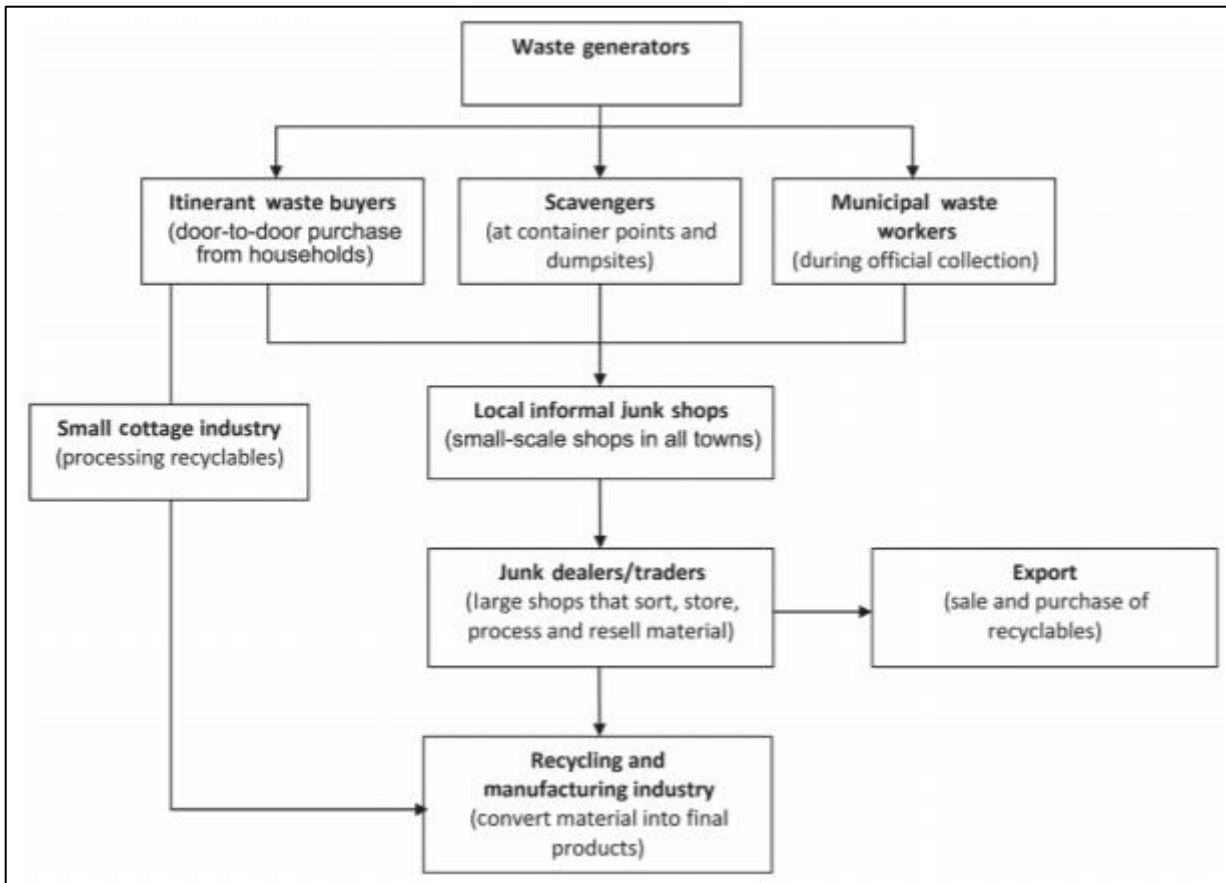 Waste generators
Itinerant waste buyers
(door-to-door purchase
from households)
Scavengers
(at container points and
dumpsites)
Municipal waste
workers
(during official collection)
Small cottage industry
(processing recyclables)
Local informal junk shops
(small-scale shops in all towns)
Junk dealers/traders
(large shops that sort, store,
process and resell material)
Export
(sale and purchase of
recyclables)
Recycling and
manufacturing industry
(convert material into final
products)